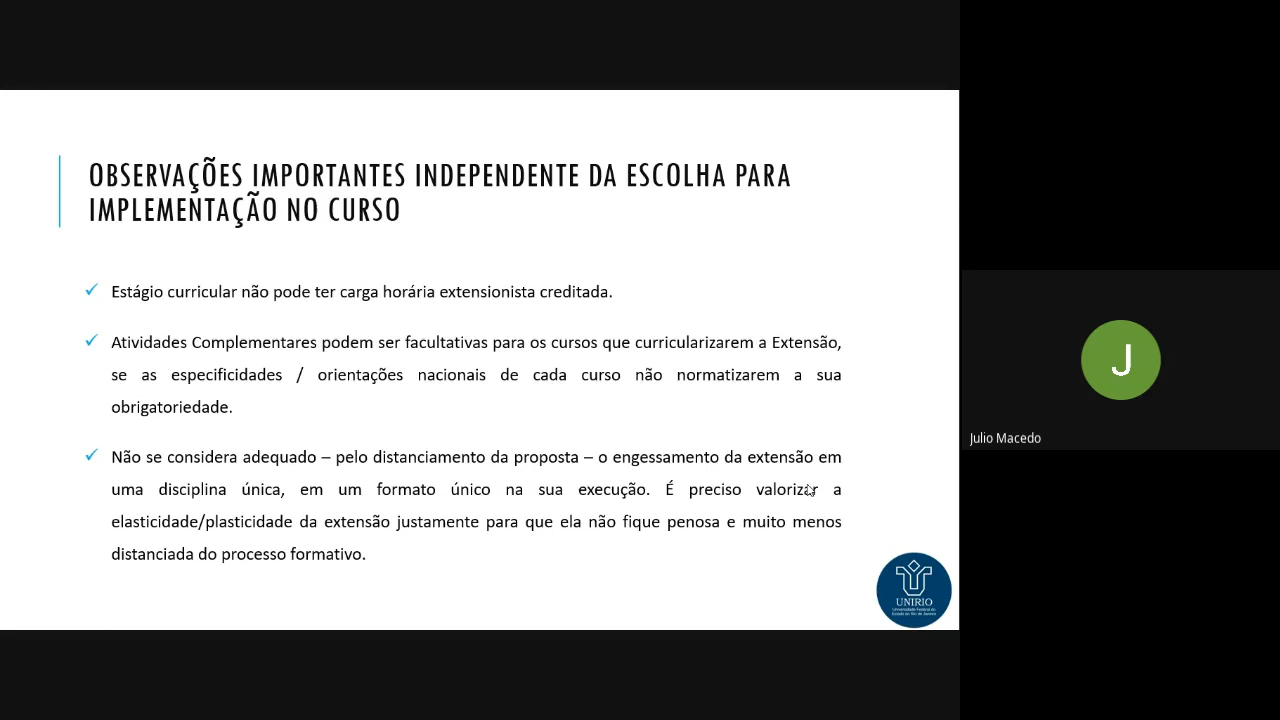 OBSERVAÇÕES IMPORTANTES INDEPENDENTE DA ESCOLHA PARA
IMPLEMENTAÇÃO NO CURSO
Estágio curricular não pode ter carga horária extensionista creditada.
Atividades Complementares podem ser facultativas para os cursos que curricularizarem a Extensão,
se as especificidades / orientações nacionais de cada curso não normatizarem a sua
obrigatoriedade.
Não se considera adequado – pelo distanciamento da proposta – o engessamento da extensão em
uma disciplina única, em um formato único na sua execução. É preciso valorizar a
elasticidade/plasticidade da extensão justamente para que ela não fique penosa e muito menos
distanciada do processo formativo.
UNIRIO
Universidade Federal do
Estado do Rio de Janeiro
J
Julio Macedo